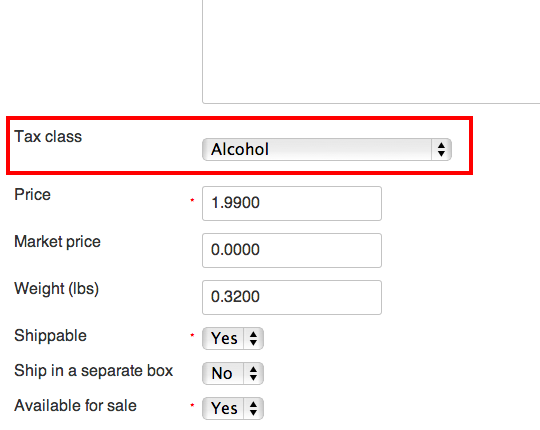 Tax class Alcohol
Price * 1.9900
Market price 0.0000
Weight (lbs) 0.3200
Shippable * Yes
Ship in a separate box No
Available for sale * Yes